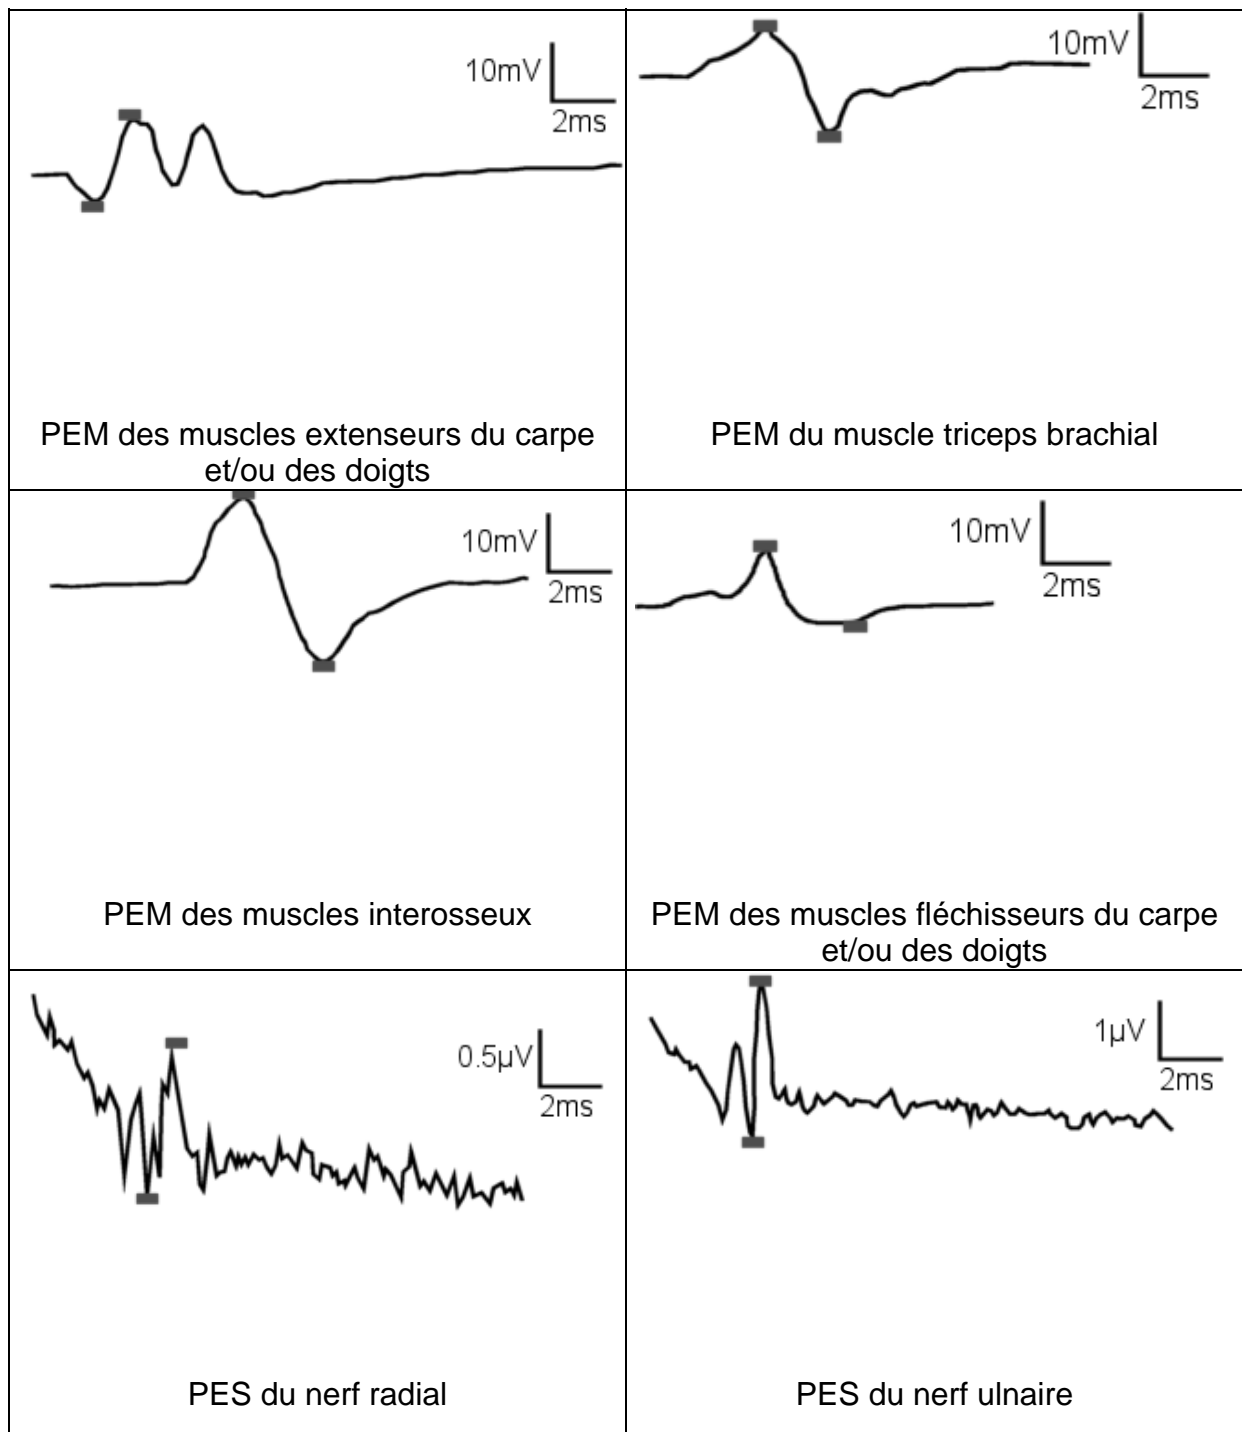 10mV
2ms
PEM des muscles extenseurs du carpe
et/ou des doigts
10mV
2ms
PEM du muscle triceps brachial
10mV
2ms
PEM des muscles interosseux
10mV
2ms
PEM des muscles fléchisseurs du carpe
et/ou des doigts
0.5µV
2ms
PES du nerf radial
1µV
2ms
PES du nerf ulnaire